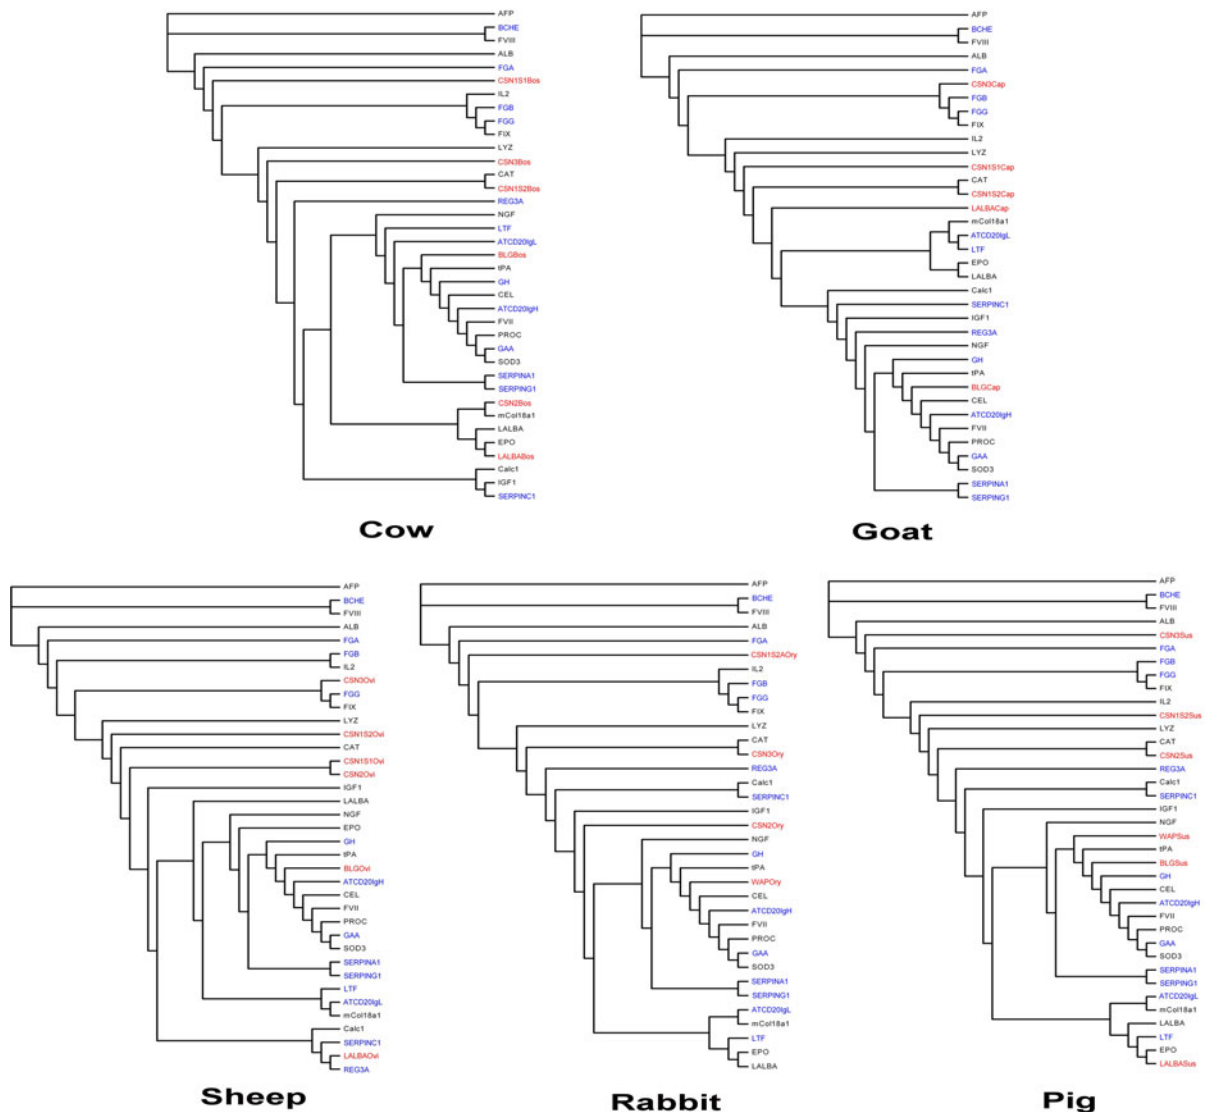 AFP
BCHE
FVIII
ALB
FGA
CSN1S1Bos
IL2
FGB
FGG
FIX
LYZ
CSN3Bos
CAT
CSN1S2Bos
REG3A
NGF
LTF
ATCD20IgL
BLGBos
tPA
GH
CEL
ATCD20IgH
FVII
PROC
GAA
SOD3
SERPINA1
SERPING1
CSN2Bos
mCol18a1
LALBA
EPO
LALBABos
Calc1
IGF1
SERPINC1
Cow
AFP
BCHE
FVIII
ALB
FGA
CSN3Cap
FGB
FGG
FIX
IL2
LYZ
CSN1S1Cap
CAT
CSN1S2Cap
LALBACap
mCol18a1
ATCD20IgL
LTF
EPO
LALBA
Calc1
SERPINC1
IGF1
REG3A
NGF
GH
tPA
BLGCap
CEL
ATCD20IgH
FVII
PROC
GAA
SOD3
SERPINA1
SERPING1
Goat
AFP
BCHE
FVIII
ALB
FGA
FGB
IL2
CSN3Ovi
FGG
FIX
LYZ
CSN1S2Ovi
CAT
CSN1S1Ovi
CSN2Ovi
IGF1
LALBA
NGF
EPO
GH
tPA
BLGOvi
ATCD20IgH
CEL
FVII
PROC
GAA
SOD3
SERPINA1
SERPING1
LTF
ATCD20IgL
mCol18a1
Calc1
SERPINC1
LALBAOvi
REG3A
Sheep
AFP
BCHE
FVIII
ALB
FGA
CSN1S2AOry
IL2
FGB
FGG
FIX
LYZ
CAT
CSN3Ory
REG3A
Calc1
SERPINC1
IGF1
CSN2Ory
NGF
GH
tPA
WAPOry
CEL
ATCD20IgH
FVII
PROC
GAA
SOD3
SERPINA1
SERPING1
ATCD20IgL
mCol18a1
LTF
EPO
LALBA
Rabbit
AFP
BCHE
FVIII
ALB
CSN3Sus
FGA
FGB
FGG
FIX
IL2
CSN1S2Sus
LYZ
CAT
CSN2Sus
REG3A
Calc1
SERPINC1
IGF1
NGF
WAPSus
tPA
BLGSus
GH
CEL
ATCD20IgH
FVII
PROC
GAA
SOD3
SERPINA1
SERPING1
ATCD20IgL
mCol18a1
LALBA
LTF
EPO
LALBASus
Pig